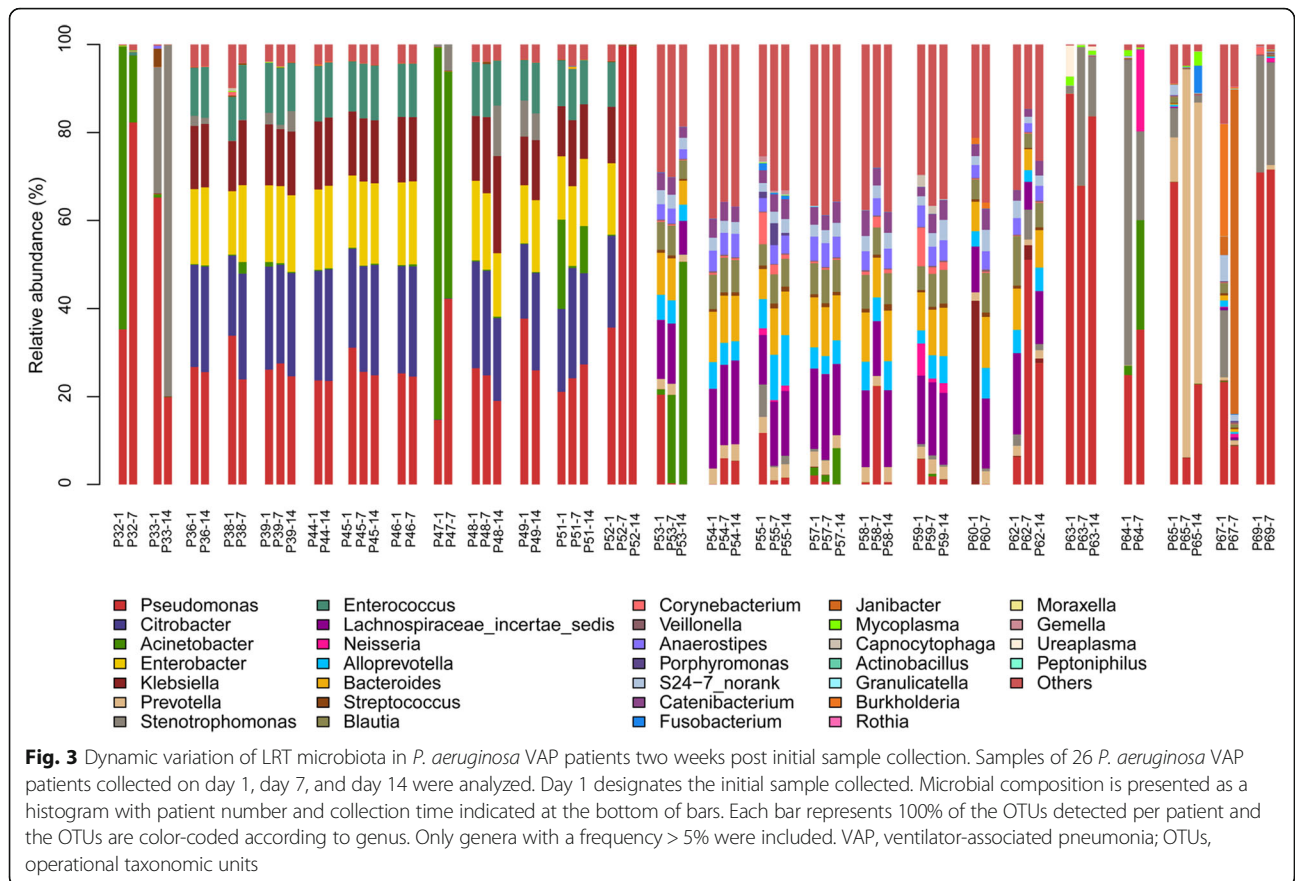 100
80
60
40
20
0
Relative abundance (%)
P32-1
P32-7
P33-1
P33-14
P36-1
P36-14
P38-1
P38-7
P39-1
P39-7
P39-14
P44-1
P44-14
P45-1
P45-7
P45-14
P46-1
P46-7
P47-1
P47-7
P48-1
P48-7
P48-14
P49-1
P49-14
P51-1
P51-7
P51-14
P52-1
P52-7
P52-14
P53-1
P53-7
P53-14
P54-1
P54-7
P54-14
P55-1
P55-7
P55-14
P57-1
P57-7
P57-14
P58-1
P58-7
P58-14
P59-1
P59-7
P59-14
P60-1
P60-7
P62-1
P62-7
P62-14
P63-1
P63-7
P63-14
P64-1
P64-7
P65-1
P65-7
P65-14
P67-1
P67-7
P69-1
P69-7
Pseudomonas
Citrobacter
Acinetobacter
Enterobacter
Klebsiella
Prevotella
Stenotrophomonas
Enterococcus
Lachnospiraceae_incertae_sedis
Neisseria
Alloprevotella
Bacteroides
Streptococcus
Blautia
Corynebacterium
Veillonella
Anaerostipes
Porphyromonas
S24−7_norank
Catenibacterium
Fusobacterium
Janibacter
Mycoplasma
Capnocytophaga
Actinobacillus
Granulicatella
Burkholderia
Rothia
Moraxella
Gemella
Ureaplasma
Peptoniphilus
Others
Fig. 3 Dynamic variation of LRT microbiota in P. aeruginosa VAP patients two weeks post initial sample collection. Samples of 26 P. aeruginosa VAP
patients collected on day 1, day 7, and day 14 were analyzed. Day 1 designates the initial sample collected. Microbial composition is presented as a
histogram with patient number and collection time indicated at the bottom of bars. Each bar represents 100% of the OTUs detected per patient and
the OTUs are color-coded according to genus. Only genera with a frequency > 5% were included. VAP, ventilator-associated pneumonia; OTUs,
operational taxonomic units